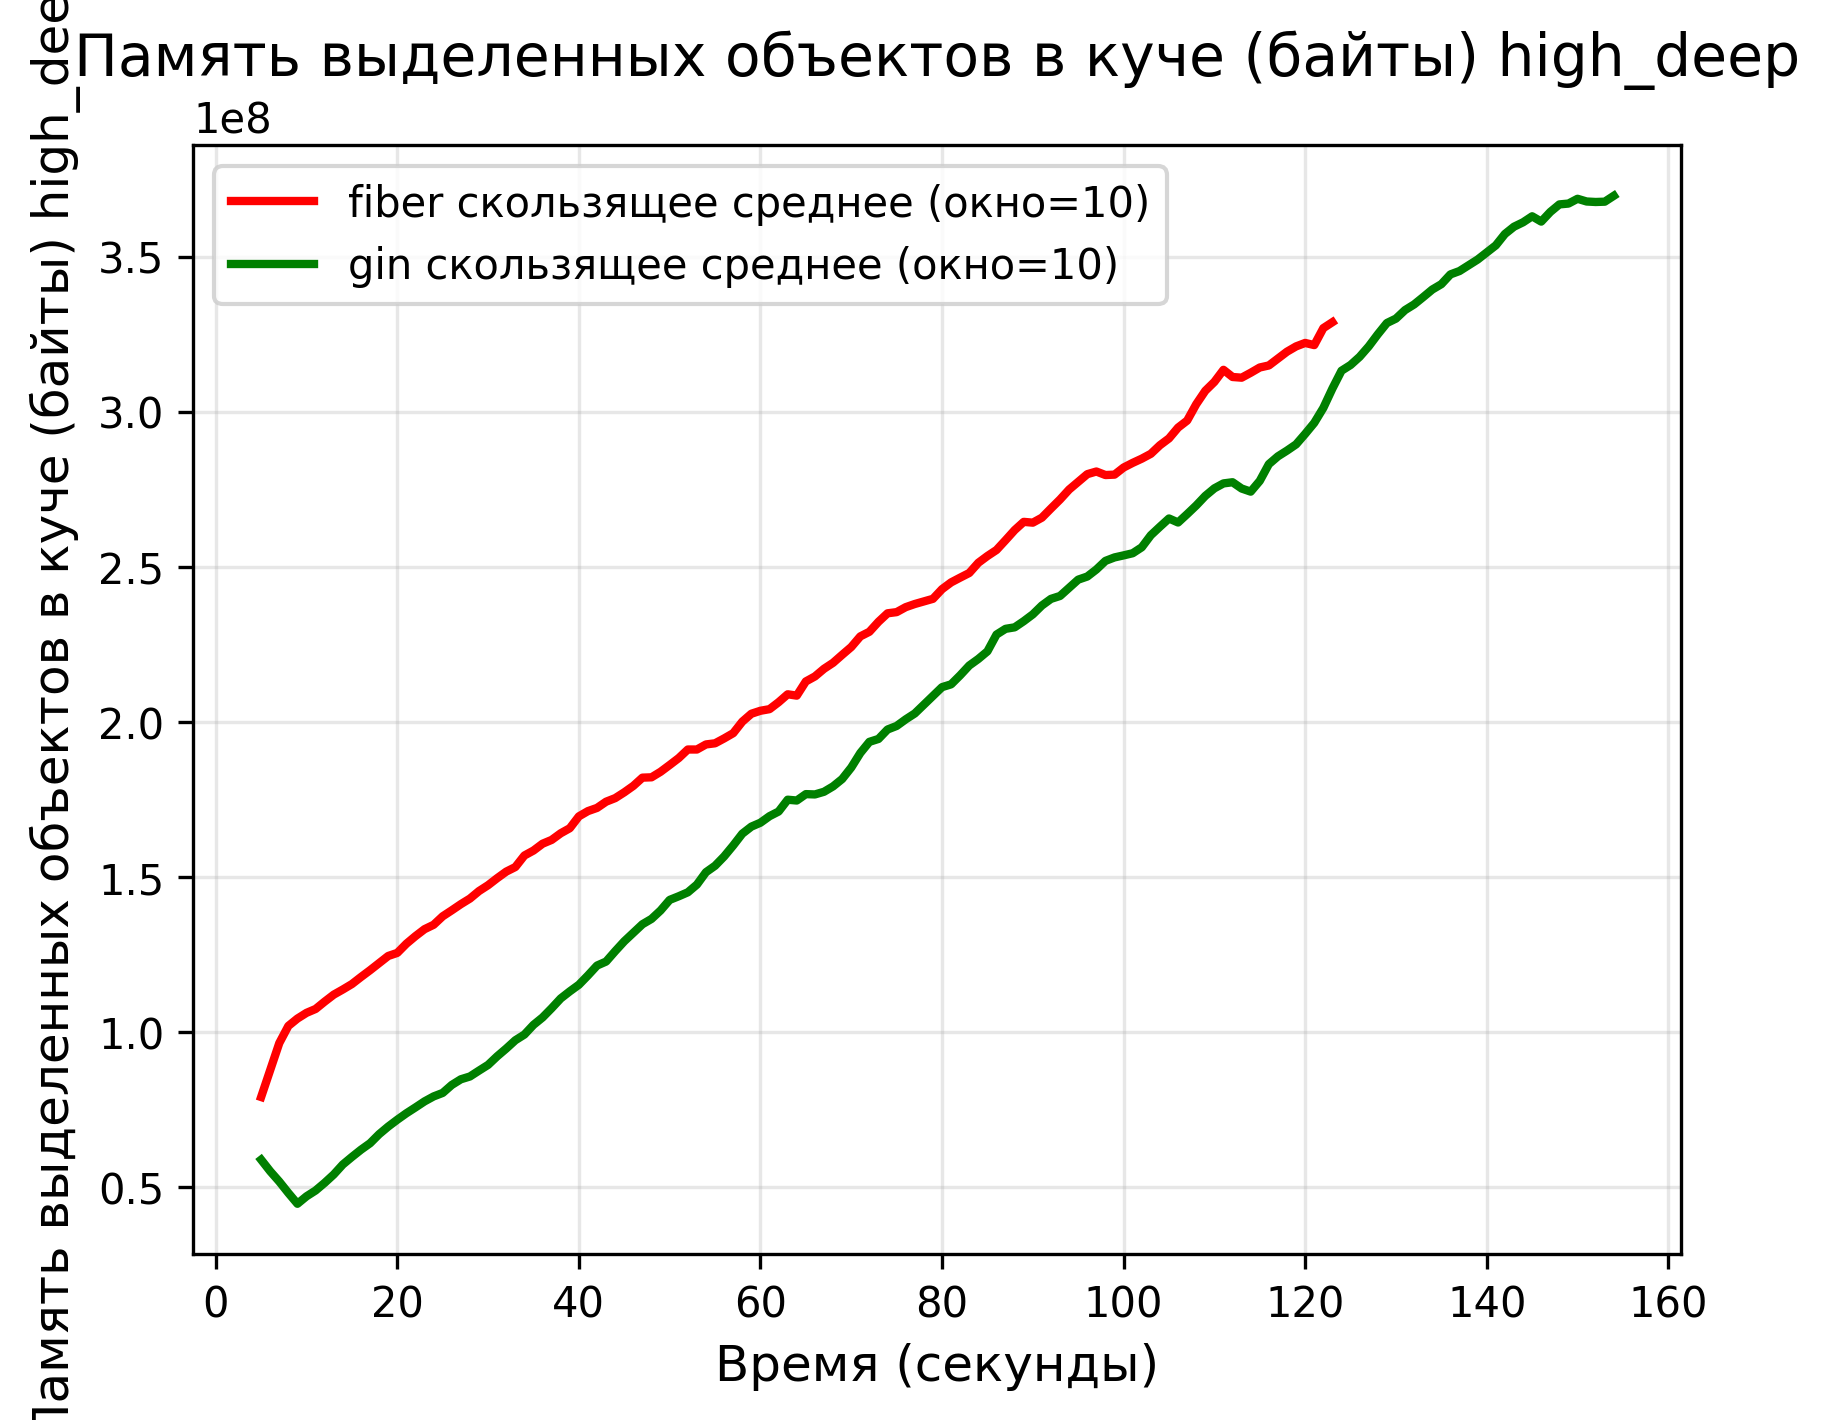 Память выделенных объектов в куче (байты) high_deep
1e8
fiber скользящее среднее (окно=10)
gin скользящее среднее (окно=10)
Память выделенных объектов в куче (байты) high_dee
3.5
3.0
2.5
2.0
1.5
1.0
0.5
0 20 40 60 80 100 120 140 160
Время (секунды)